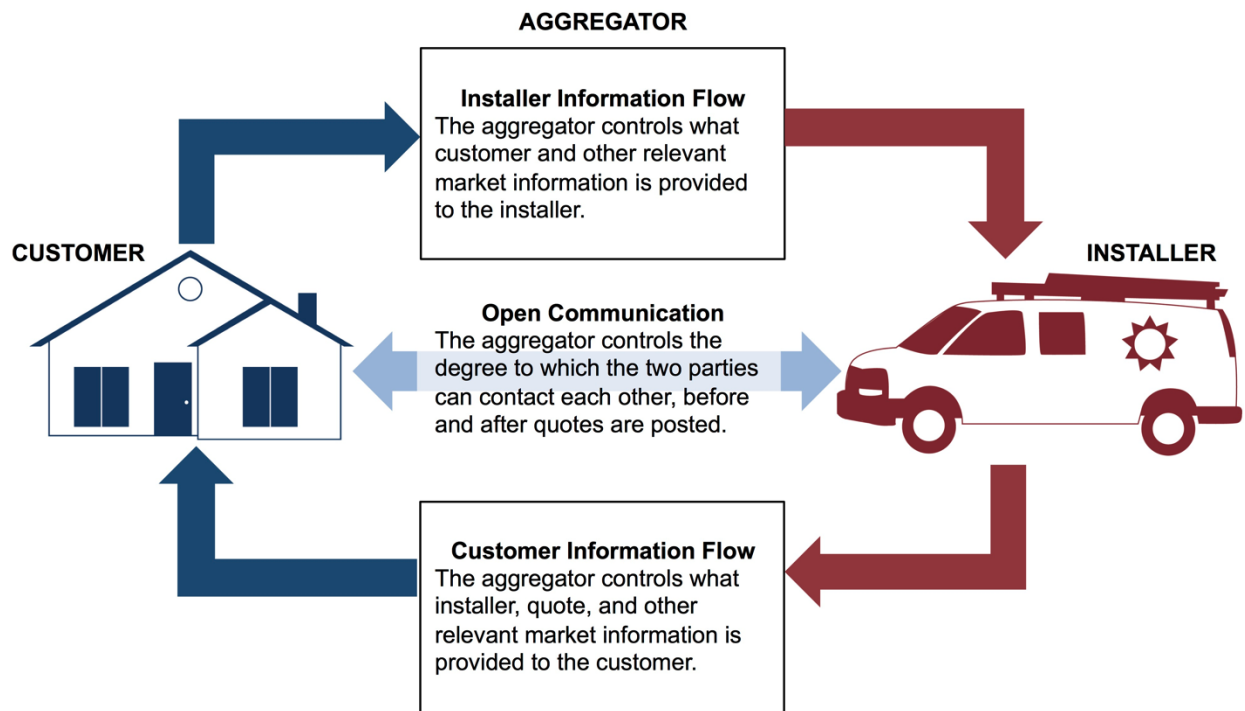 AGGREGATOR
Installer Information Flow
The aggregator controls what
customer and other relevant
market information is provided
to the installer.
CUSTOMER
INSTALLER
Open Communication
The aggregator controls the
degree to which the two parties
can contact each other, before
and after quotes are posted.
Customer Information Flow
The aggregator controls what
installer, quote, and other
relevant market information is
provided to the customer.